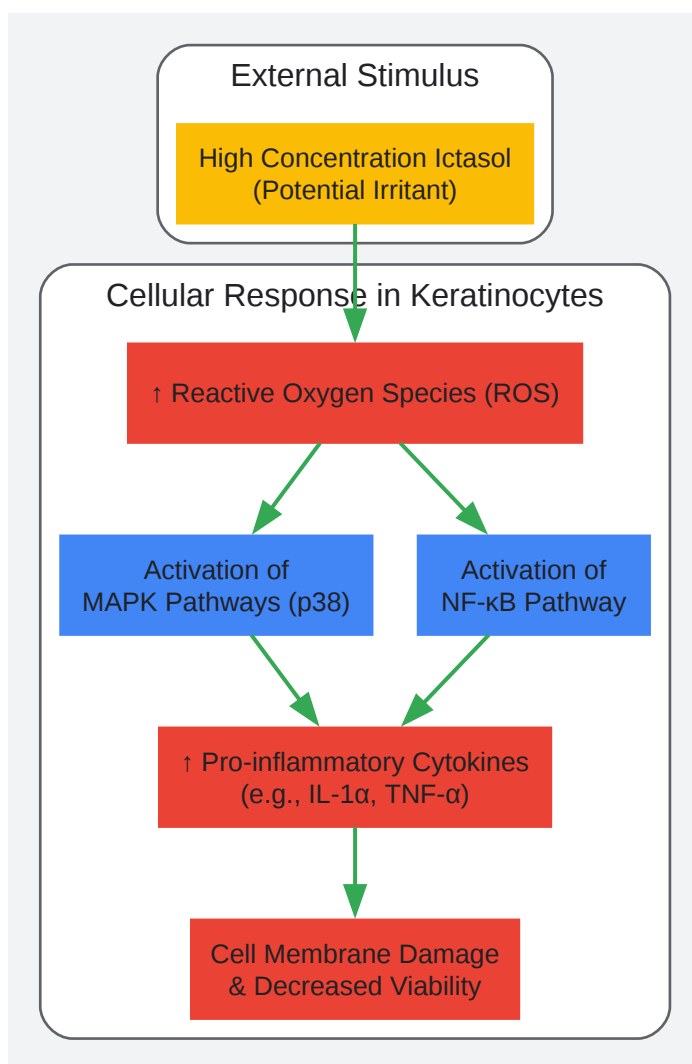 External Stimulus
High Concentration Ictasol
(Potential Irritant)
Cellular Response in Keratinocytes
↑ Reactive Oxygen Species (ROS)
Activation of
MAPK Pathways (p38)
Activation of
NF-κB Pathway
↑ Pro-inflammatory Cytokines
(e.g., IL-1α, TNF-α)
Cell Membrane Damage
& Decreased Viability